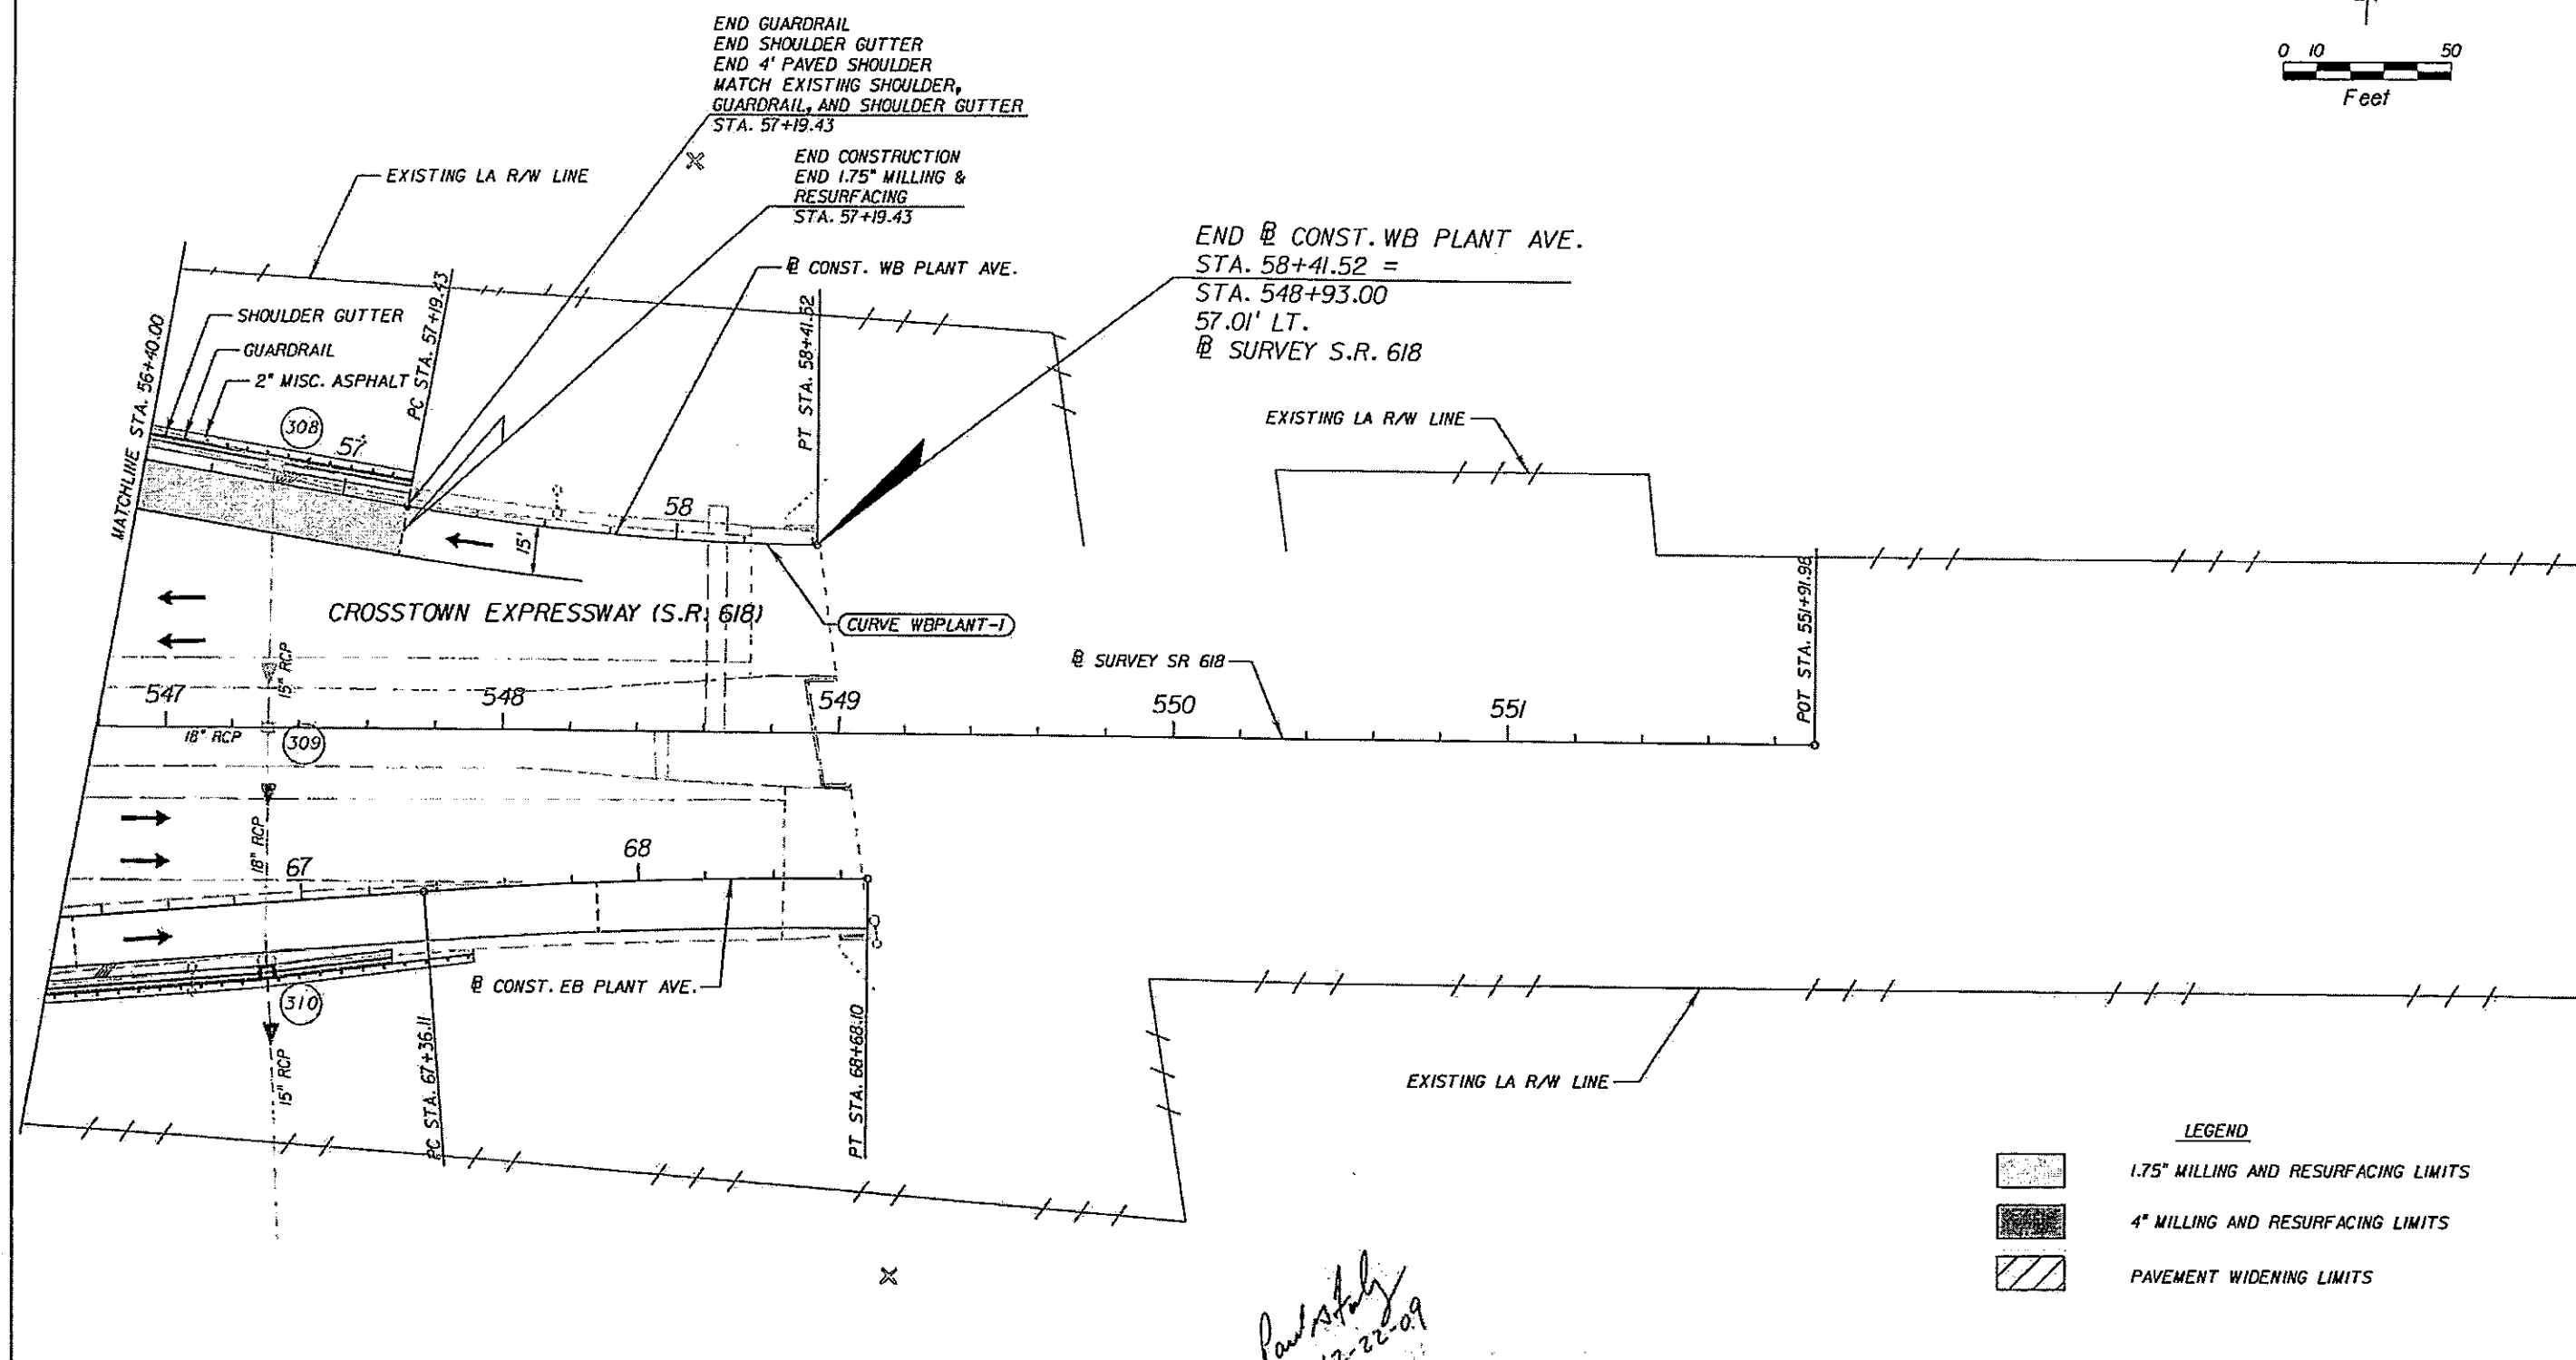 END GUARDRAIL
END SHOULDER GUTTER
END 4' PAVED SHOULDER
MATCH EXISTING SHOULDER,
GUARDRAIL, AND SHOULDER GUTTER
STA. 57+19.43
0 10 50
Feet
END CONSTRUCTION
END 1.75" MILLING &
RESURFACING
STA. 57+19.43
EXISTING LA R/W LINE
℄ CONST. WB PLANT AVE.
END ℄ CONST. WB PLANT AVE.
STA. 58+41.52 =
STA. 548+93.00
57.01' LT.
℄ SURVEY S.R. 618
SHOULDER GUTTER
GUARDRAIL
2" MISC. ASPHALT
MATCHLINE STA. 56+40.00
PC STA. 57+19.43
PT STA. 58+41.52
EXISTING LA R/W LINE
308
57
58
15'
CROSSTOWN EXPRESSWAY (S.R. 618)
CURVE WBPLANT-1
℄ SURVEY SR 618
POT STA. 551+91.98
15" RCP
547
548
549
550
551
18" RCP
309
18" RCP
67
68
℄ CONST. EB PLANT AVE.
310
15" RCP
PC STA. 67+36.11
PT STA. 68+68.10
EXISTING LA R/W LINE
LEGEND
1.75" MILLING AND RESURFACING LIMITS
4" MILLING AND RESURFACING LIMITS
PAVEMENT WIDENING LIMITS
-22-09